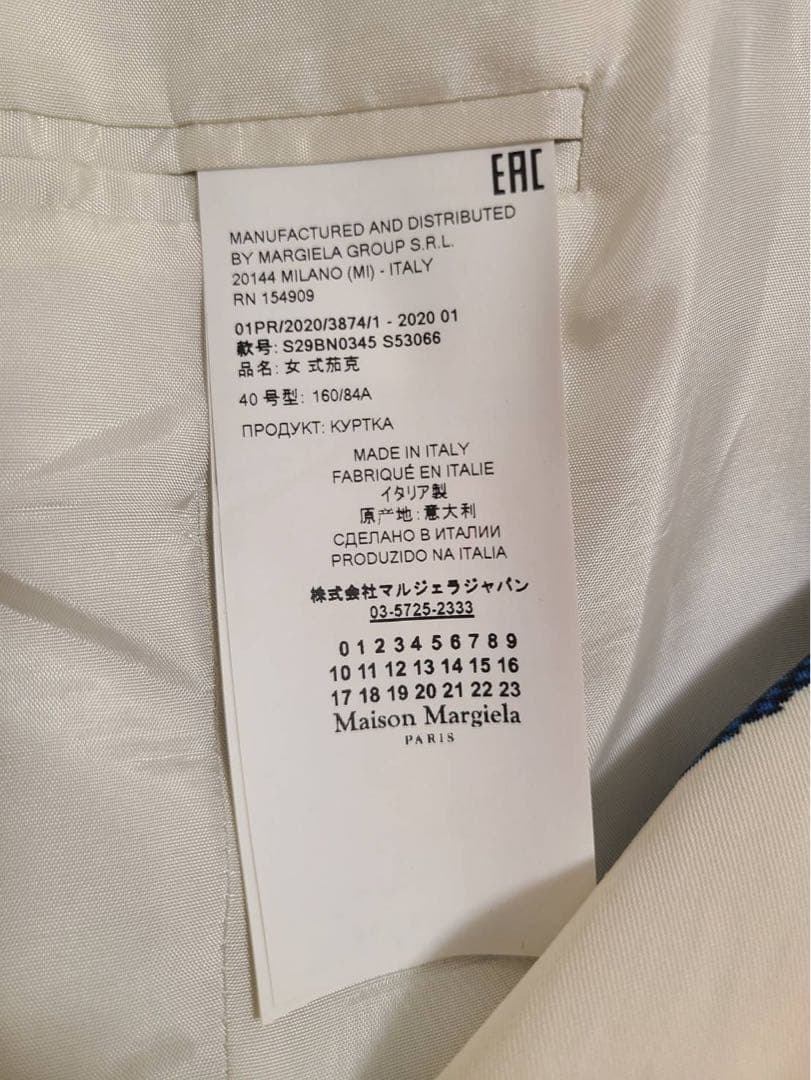 EAC
MANUFACTURED AND DISTRIBUTED
BY MARGIELA GROUP S.R.L.
20144 MILANO (MI) - ITALY
RN 154909
01PR/2020/3874/1 - 2020 01
款号: S29BN0345 S53066
品名: 女 式茄克
40 号型: 160/84A
ПРОДУКТ: КУРТКА
MADE IN ITALY
FABRIQUÉ EN ITALIE
イタリア製
原产地: 意大利
СДЕЛАНО В ИТАЛИИ
PRODUZIDO NA ITALIA
株式会社マルジェラジャパン
03-5725-2333
0 1 2 3 4 5 6 7 8 9
10 11 12 13 14 15 16
17 18 19 20 21 22 23
Maison Margiela
PARIS